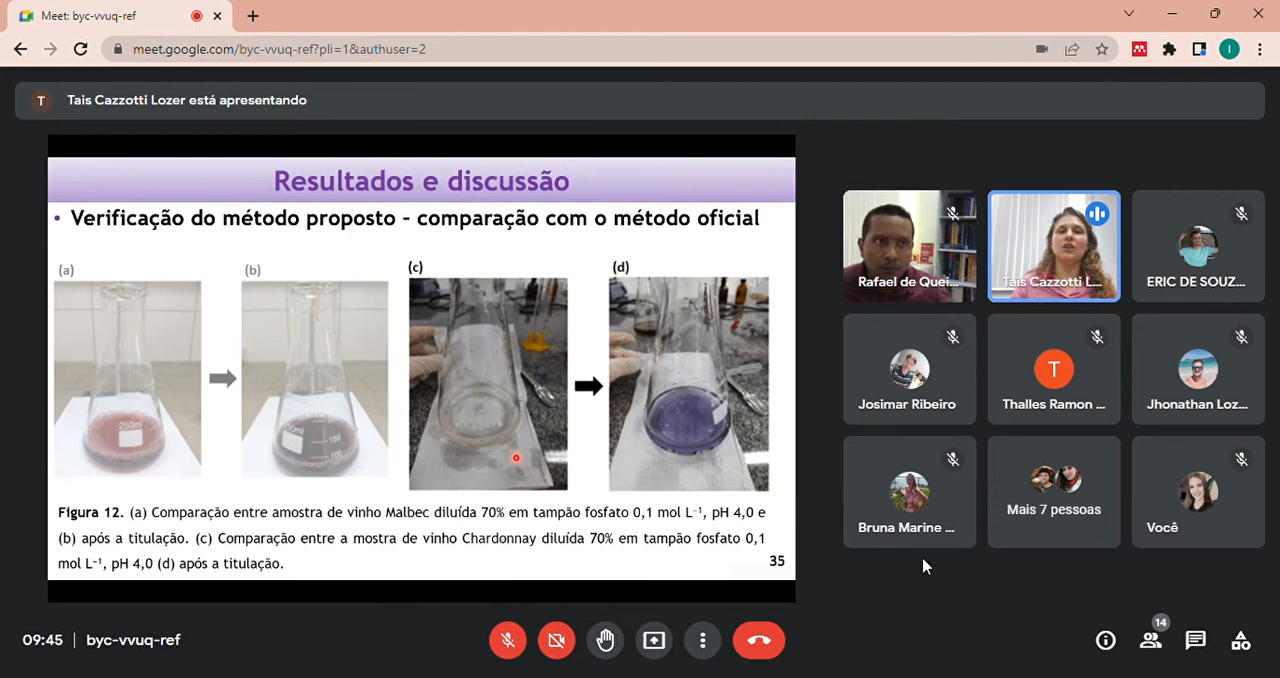 Meet: byc-vvuq-ref
meet.google.com/byc-vvuq-ref?pli=1&authuser=2
I
T
Tais Cazzotti Lozer está apresentando
Resultados e discussão
• Verificação do método proposto – comparação com o método oficial
(a)
(b)
(c)
(d)
250ml
150
100
Figura 12. (a) Comparação entre amostra de vinho Malbec diluída 70% em tampão fosfato 0,1 mol L⁻¹, pH 4,0 e
(b) após a titulação. (c) Comparação entre a mostra de vinho Chardonnay diluída 70% em tampão fosfato 0,1
mol L⁻¹, pH 4,0 (d) após a titulação.
35
Rafael de Quei...
Tais Cazzotti L...
ERIC DE SOUZ...
Josimar Ribeiro
T
Thalles Ramon ...
Jhonathan Loz...
Bruna Marine ...
Mais 7 pessoas
Você
09:45 | byc-vvuq-ref
14